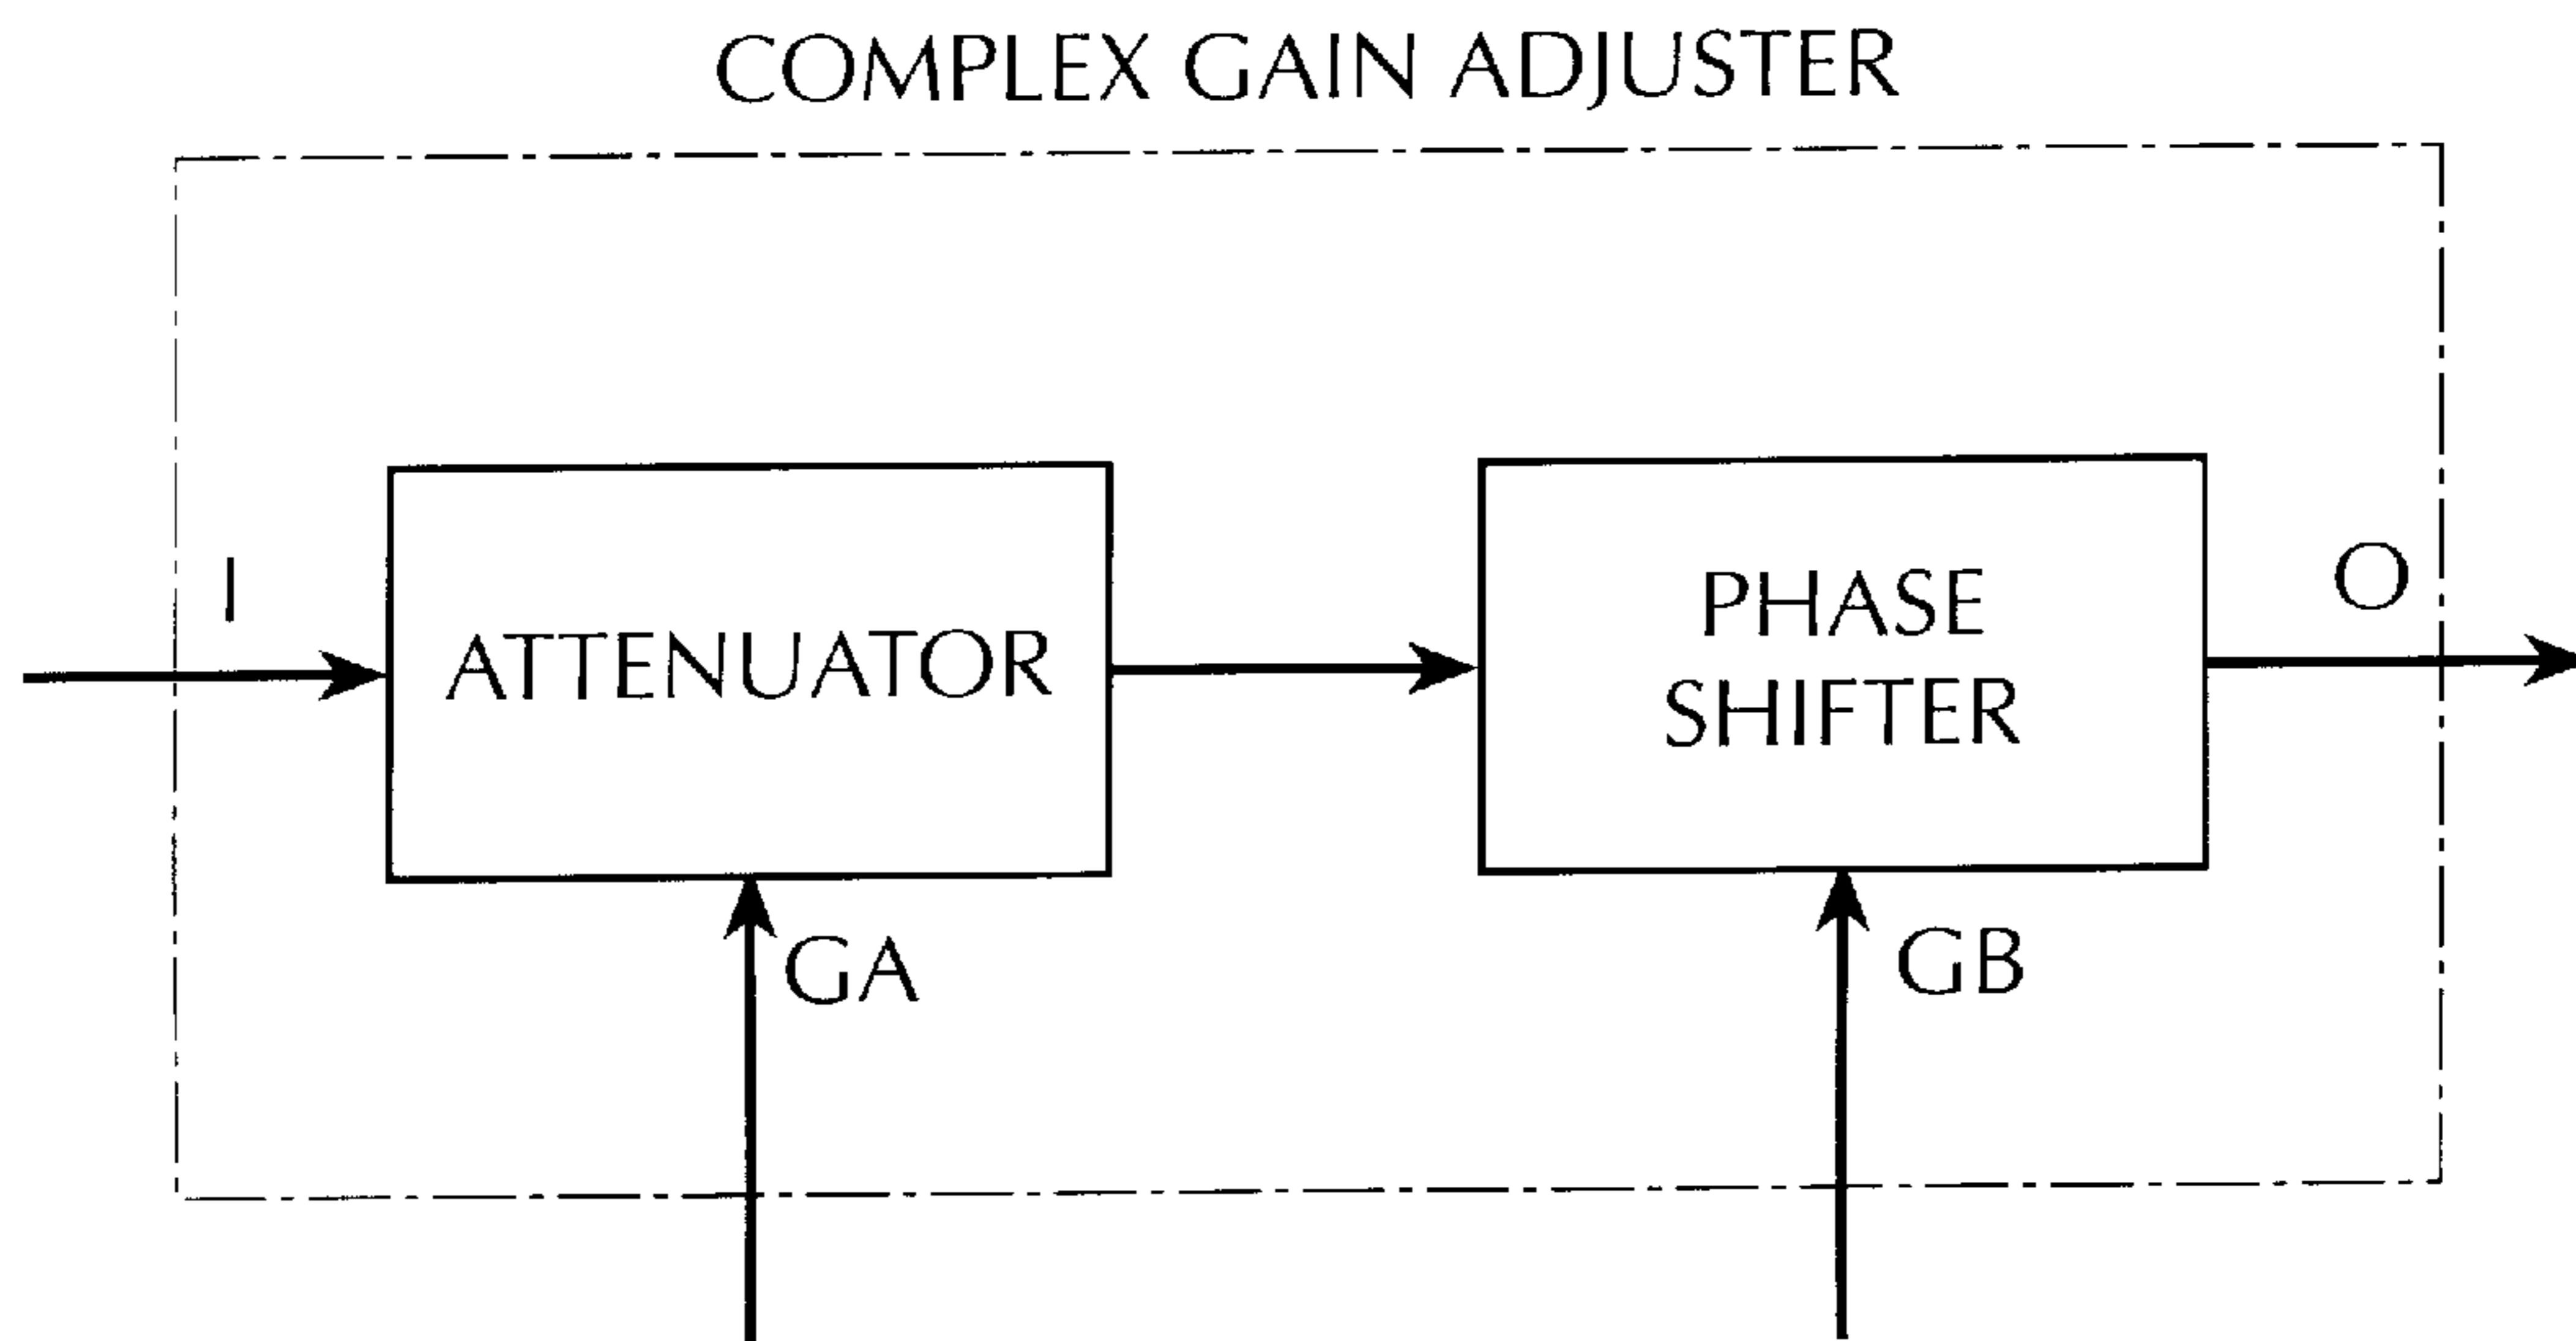 COMPLEX GAIN ADJUSTER
I
ATTENUATOR
PHASE
SHIFTER
O
GA
GB